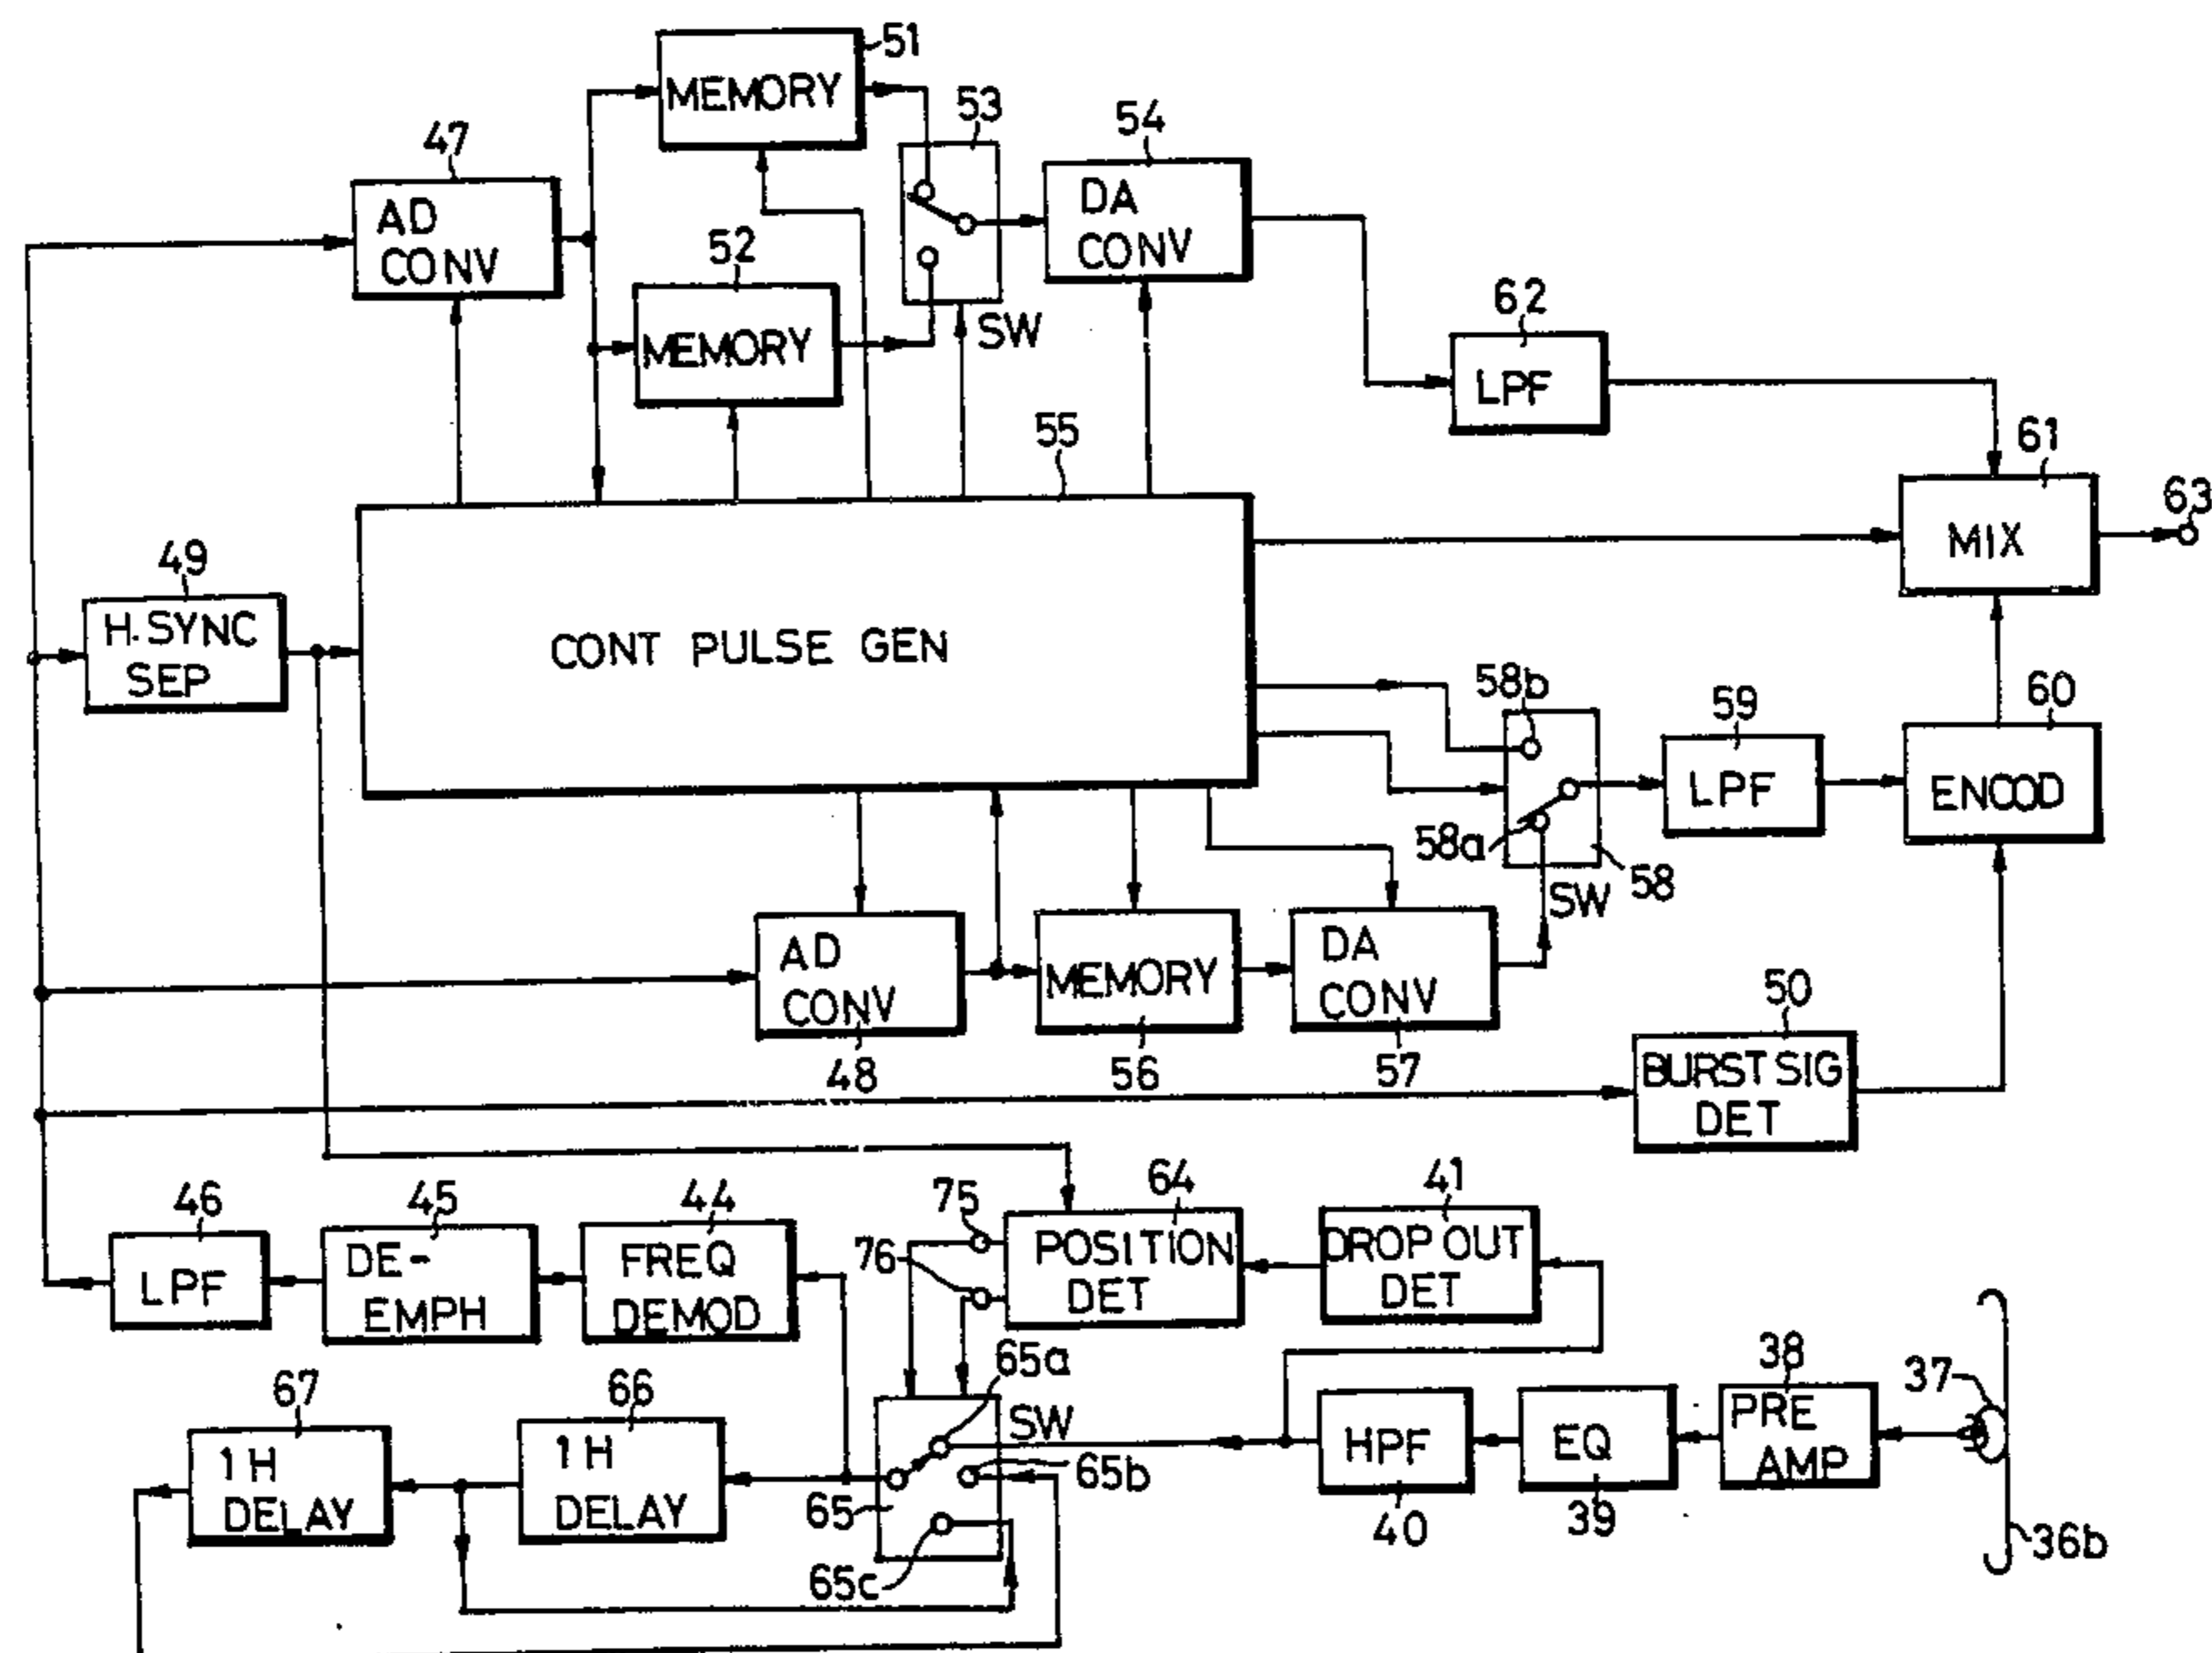 51
MEMORY
53
54
47
AD
CONV
DA
CONV
52
MEMORY
SW
62
LPF
55
61
MIX
63
49
H. SYNC
SEP
CONT PULSE GEN
58b
59
LPF
60
ENCOD
58a
58
SW
AD
CONV
48
MEMORY
56
DA
CONV
57
50
BURST SIG
DET
46
LPF
45
DE-
EMPH
44
FREQ
DEMOD
75
76
64
POSITION
DET
41
DROP OUT
DET
65a
67
1H
DELAY
66
1H
DELAY
SW
65
65b
65c
HPF
40
EQ
39
38
PRE
AMP
37
36b